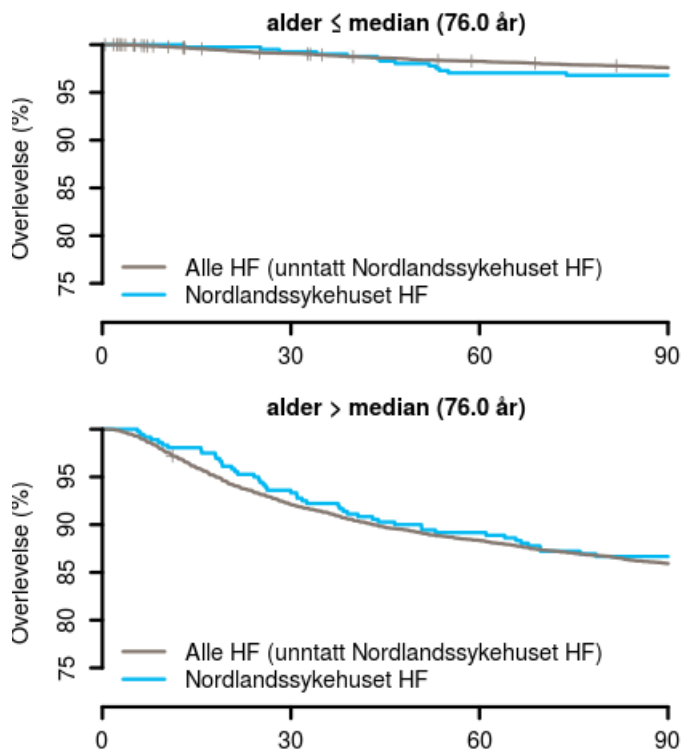 alder ≤ median (76.0 år)
Overlevelse (%)
95
90
85
80
75
Alle HF (unntatt Nordlandssykehuset HF)
Nordlandssykehuset HF
0 30 60 90
alder > median (76.0 år)
Overlevelse (%)
95
90
85
80
75
Alle HF (unntatt Nordlandssykehuset HF)
Nordlandssykehuset HF
0 30 60 90